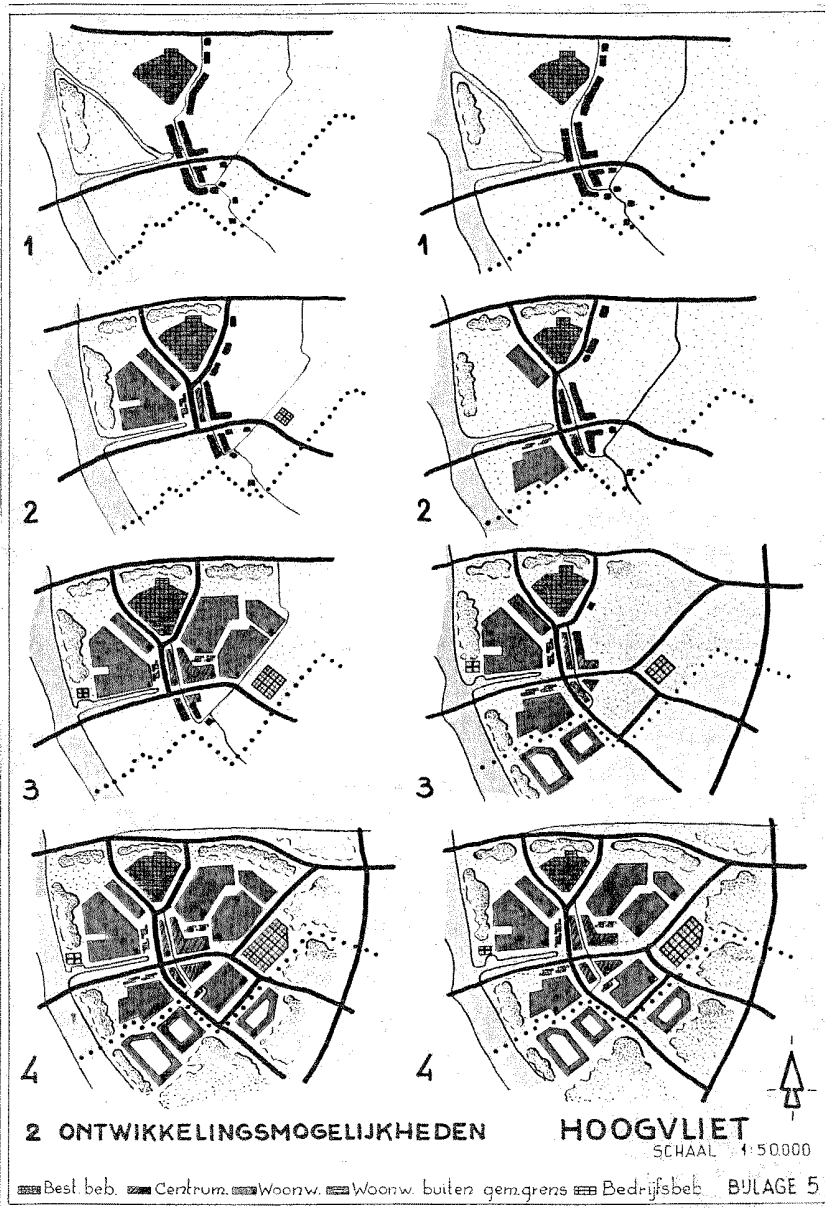 1 1
2 2
3 3
4 4
2 ONTWIKKELINGSMOGELIJKHEDEN HOOGVLIET
SCHAAL 1:50.000
Best. beb. Centrum. Woonw. Woonw. buiten gem.grens Bedrijfsbeb. BIJLAGE 5